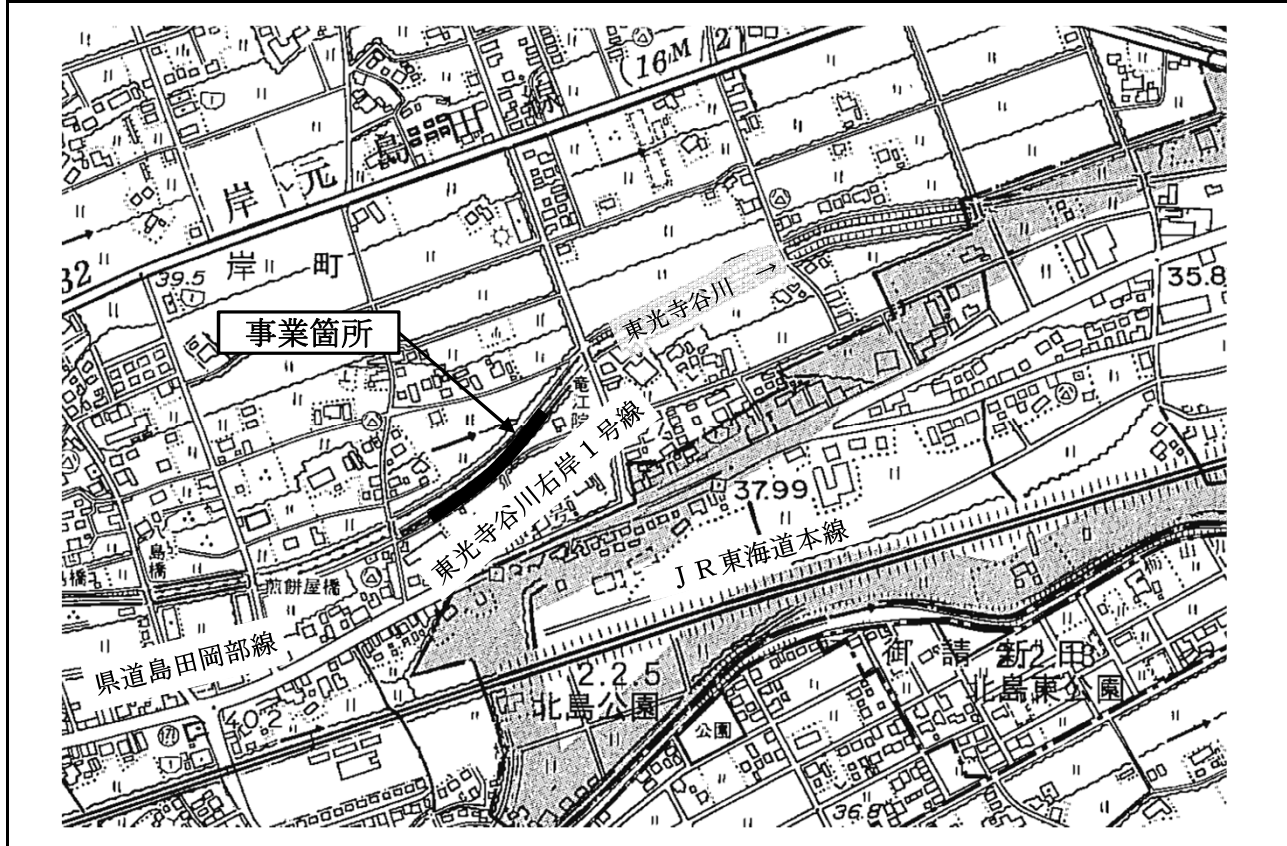 (16M/2)
元島
岸
岸町
32
39.5
35.8
事業箇所
東光寺谷川 →
竜江院
東光寺谷川右岸1号線
37.99
JR東海道本線
島橋
煎餅屋橋
県道島田岡部線
御請新田
2.2.5
北島公園
北島東公園
公園
40.2
36.8